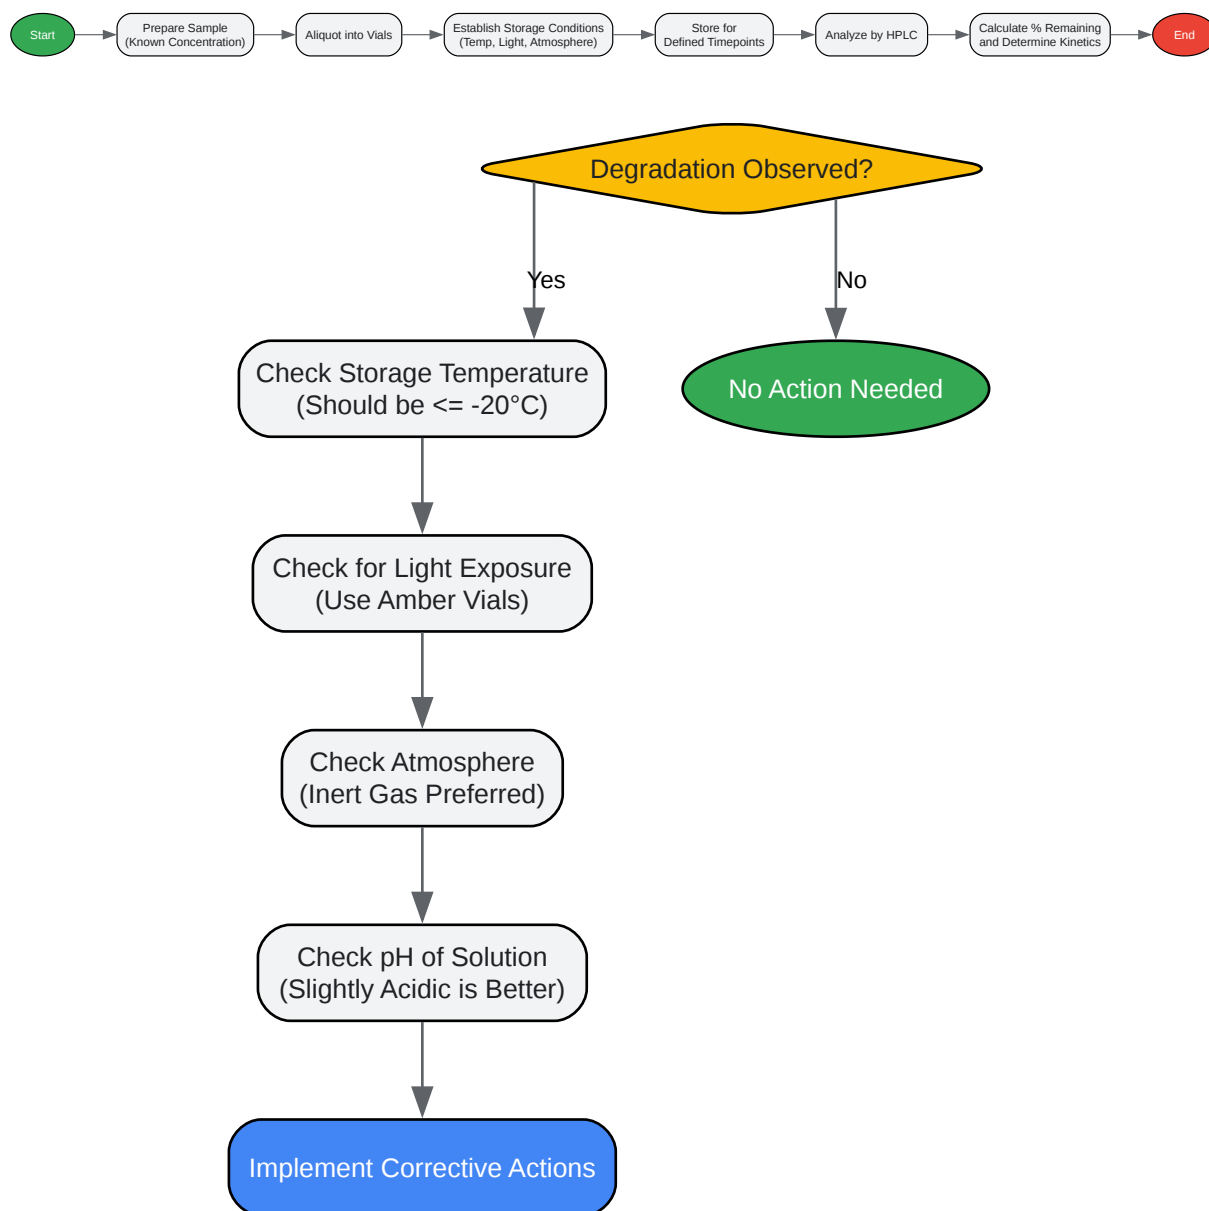 Start
Prepare Sample
(Known Concentration)
Aliquot into Vials
Establish Storage Conditions
(Temp, Light, Atmosphere)
Store for
Defined Timepoints
Analyze by HPLC
Calculate % Remaining
and Determine Kinetics
End
Degradation Observed?
Yes
No
Check Storage Temperature
(Should be <= -20°C)
No Action Needed
Check for Light Exposure
(Use Amber Vials)
Check Atmosphere
(Inert Gas Preferred)
Check pH of Solution
(Slightly Acidic is Better)
Implement Corrective Actions